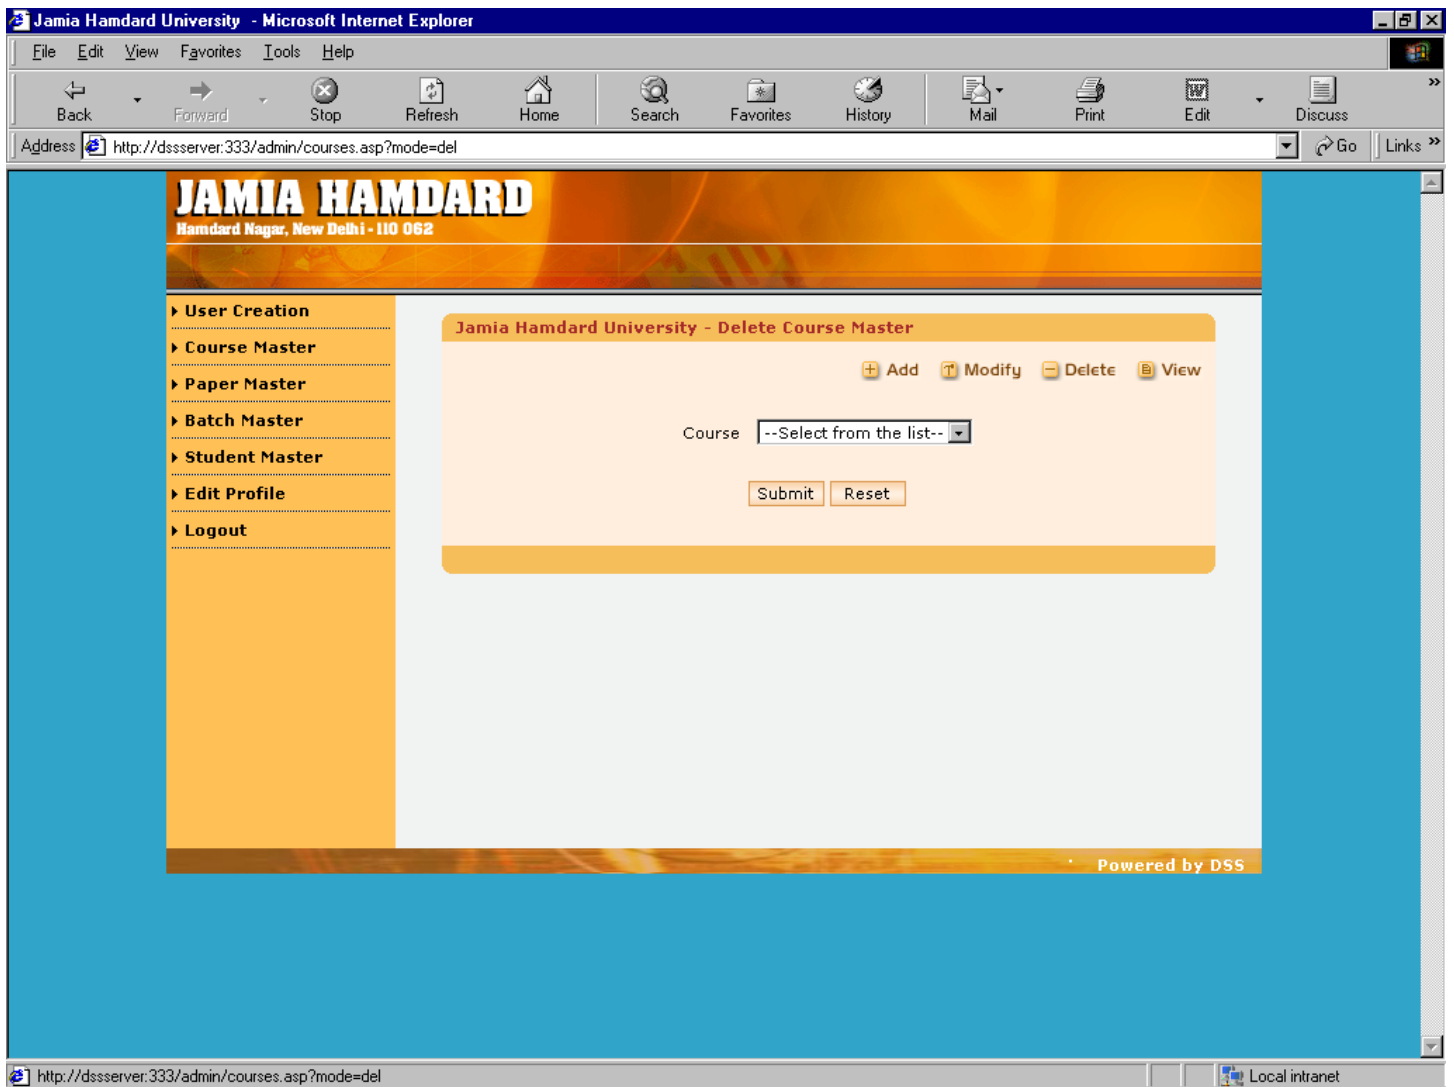 Jamia Hamdard University - Microsoft Internet Explorer
File Edit View Favorites Tools Help
Back Forward Stop Refresh Home Search Favorites History Mail Print Edit Discuss »
Address http://dssserver:333/admin/courses.asp?mode=del Go Links »
JAMIA HAMDARD
Hamdard Nagar, New Delhi - 110 062
User Creation
Course Master
Paper Master
Batch Master
Student Master
Edit Profile
Logout
Jamia Hamdard University - Delete Course Master
Add Modify Delete View
Course --Select from the list--
Submit Reset
Powered by DSS
http://dssserver:333/admin/courses.asp?mode=del Local intranet